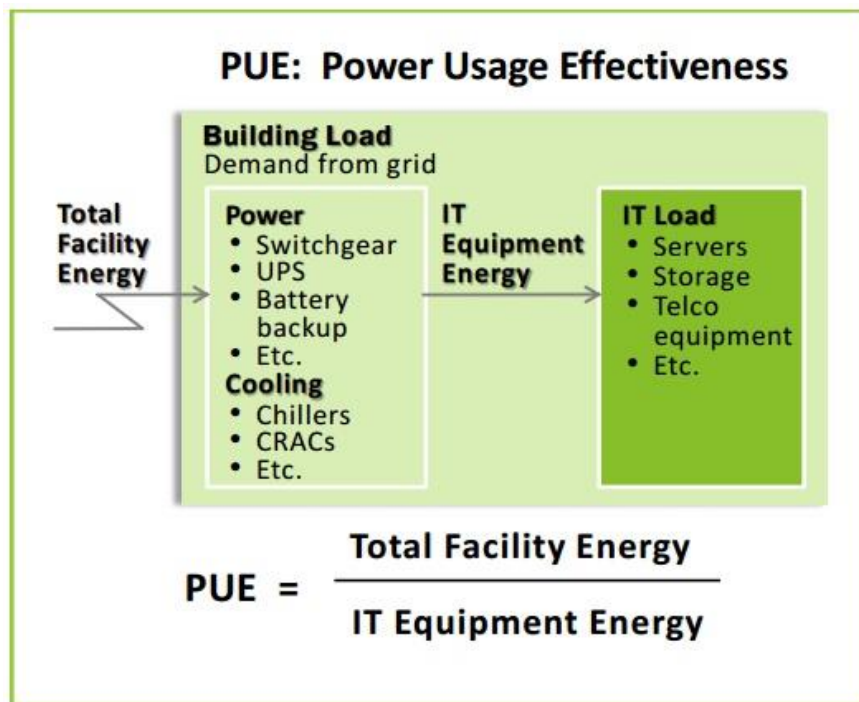 PUE: Power Usage Effectiveness
Building Load
Demand from grid
Total
Facility
Energy
Power
• Switchgear
• UPS
• Battery
backup
• Etc.
Cooling
• Chillers
• CRACs
• Etc.
IT
Equipment
Energy
IT Load
• Servers
• Storage
• Telco
equipment
• Etc.
PUE =
Total Facility Energy
IT Equipment Energy